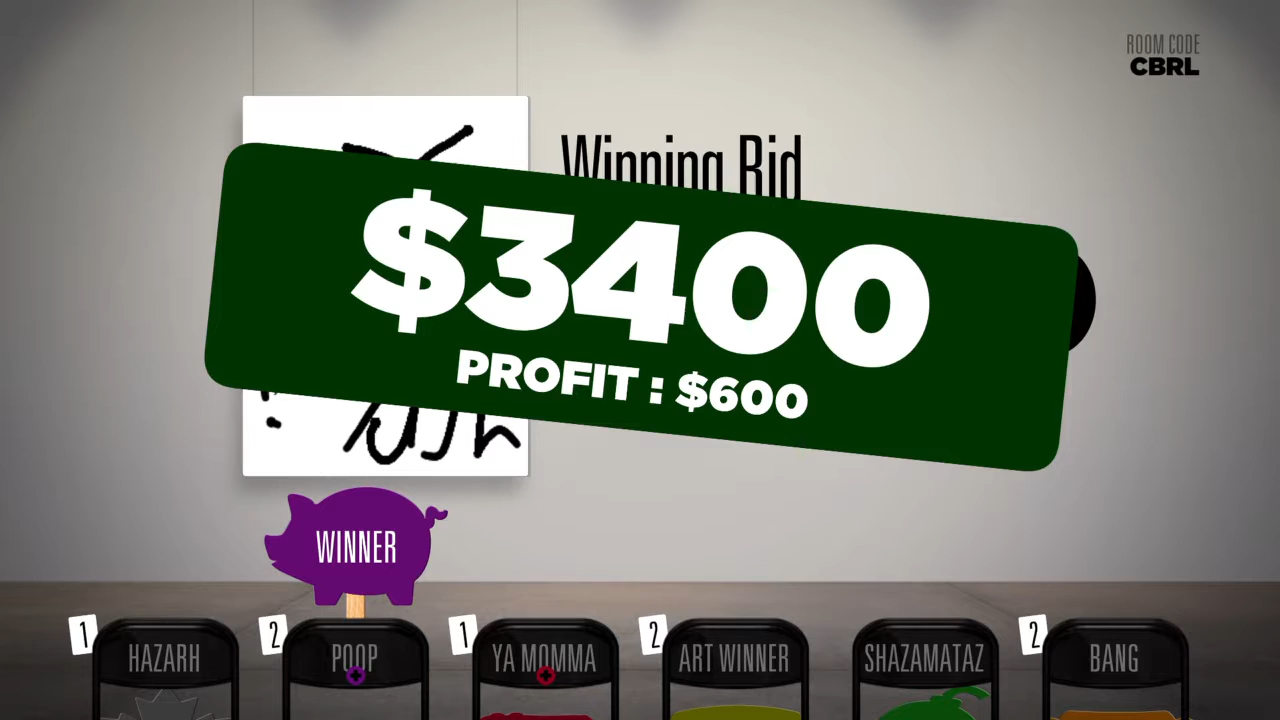 ROOM CODE
CBRL
Winning Bid
$3400
PROFIT : $600
WINNER
1 HAZARH
2 POOP
1 YA MOMMA
2 ART WINNER
SHAZAMATAZ
2 BANG